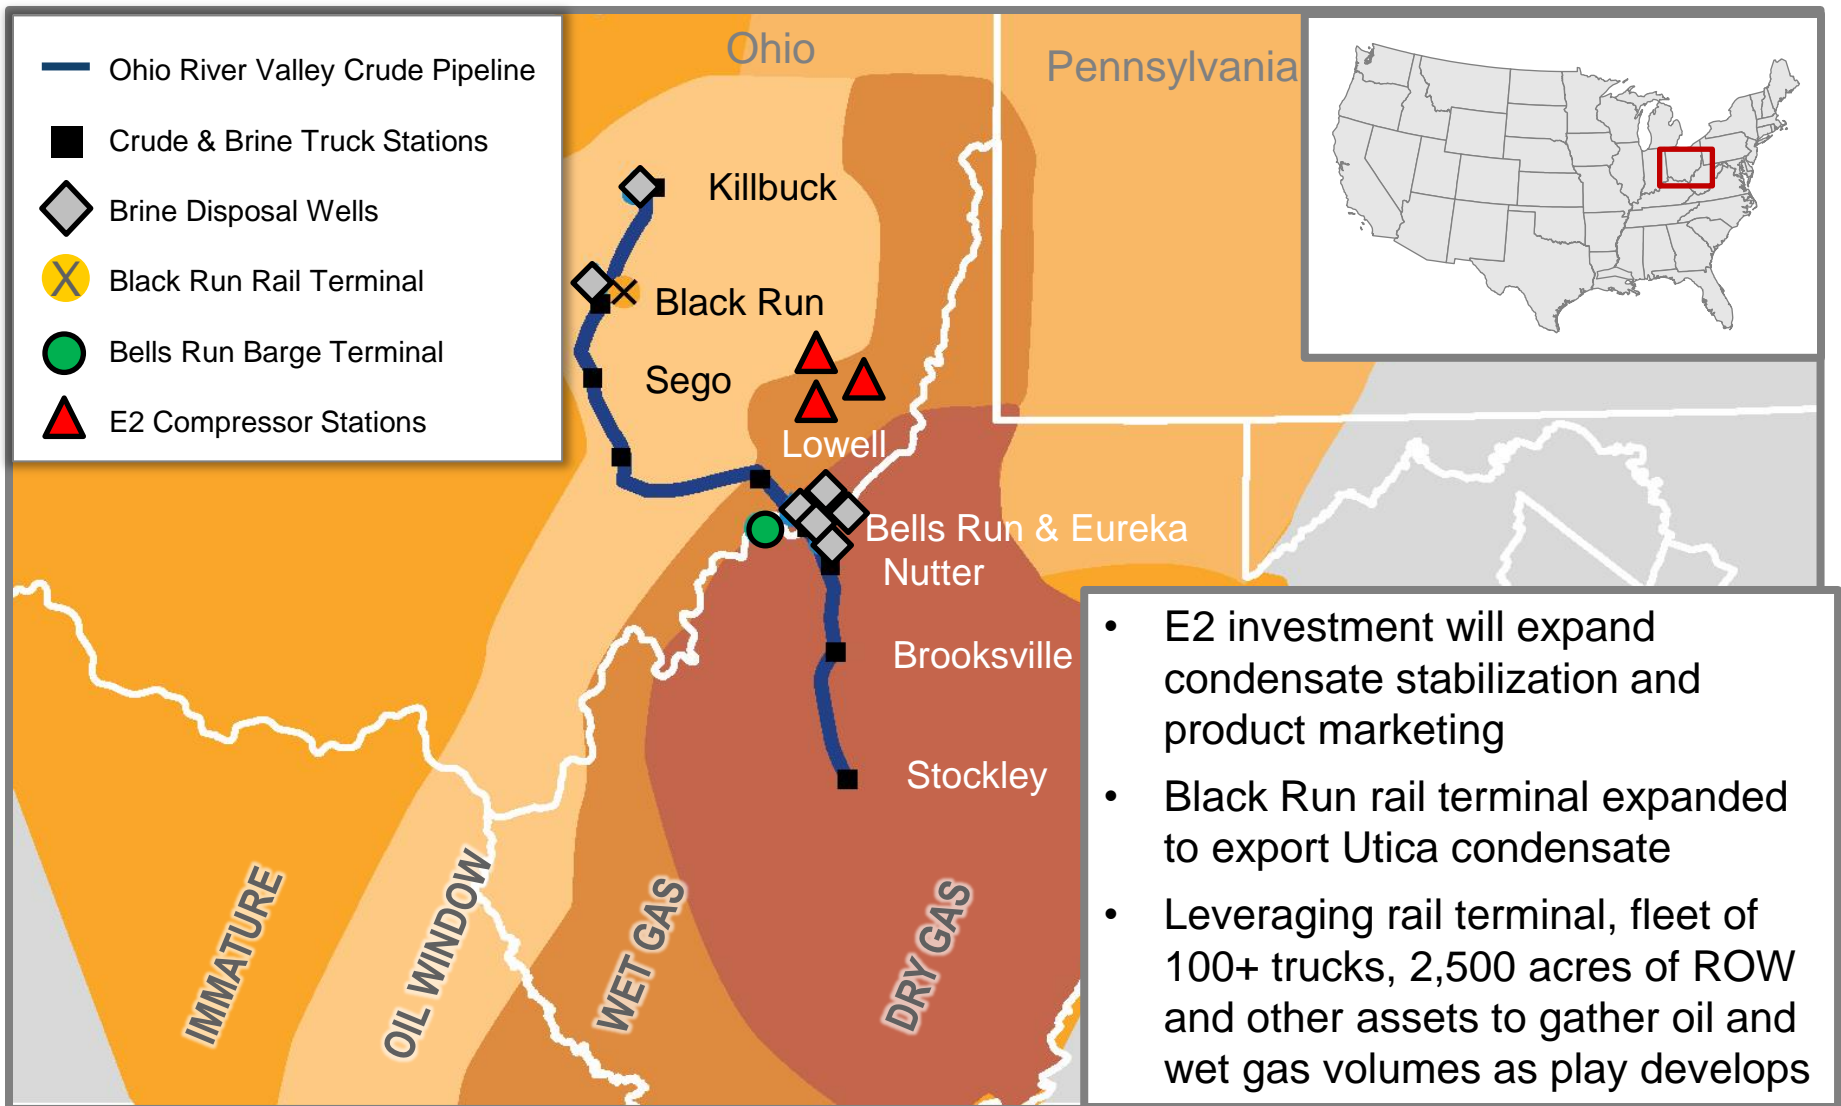 Ohio River Valley Crude Pipeline
Crude & Brine Truck Stations
Brine Disposal Wells
X Black Run Rail Terminal
Bells Run Barge Terminal
E2 Compressor Stations
Ohio
Pennsylvania
Killbuck
Black Run
Sego
Lowell
Bells Run & Eureka
Nutter
Brooksville
Stockley
IMMATURE
OIL WINDOW
WET GAS
DRY GAS
• E2 investment will expand
condensate stabilization and
product marketing
• Black Run rail terminal expanded
to export Utica condensate
• Leveraging rail terminal, fleet of
100+ trucks, 2,500 acres of ROW
and other assets to gather oil and
wet gas volumes as play develops